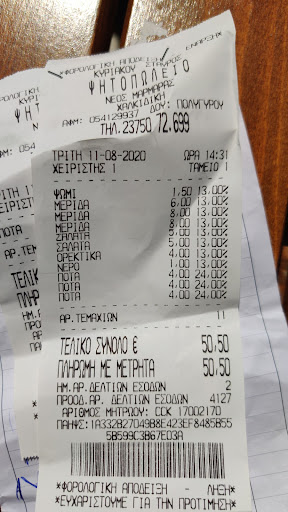 *ΦΟΡΟΛΟΓΙΚΗ ΑΠΟΔΕΙΞΗ ΕΝΑΡΞΗ*
ΚΥΡΙΑΚΟΥ ΣΤΑΥΡΟΣ
ΨΗΤΟΠΩΛΕΙΟ
ΝΕΟΣ ΜΑΡΜΑΡΑΣ
ΧΑΛΚΙΔΙΚΗ
ΑΦΜ: 054129937 ΔΟΥ: ΠΟΛΥΓΥΡΟΥ
ΤΗΛ.23750 72.699
ΤΡΙΤΗ 11-08-2020 ΩΡΑ 14:31
ΧΕΙΡΙΣΤΗΣ 1 ΤΑΜΕΙΟ 1
ΨΩΜΙ 1,50 13,00%
ΜΕΡΙΔΑ 6,00 13,00%
ΜΕΡΙΔΑ 8,00 13,00%
ΜΕΡΙΔΑ 8,00 13,00%
ΣΑΛΑΤΑ 5,00 13,00%
ΣΑΛΑΤΑ 5,00 13,00%
ΟΡΕΚΤΙΚΑ 4,00 13,00%
ΝΕΡΟ 1,00 13,00%
ΠΟΤΑ 4,00 24,00%
ΠΟΤΑ 4,00 24,00%
ΠΟΤΑ 4,00 24,00%
ΑΡ.ΤΕΜΑΧΙΩΝ 11
ΤΕΛΙΚΟ ΣΥΝΟΛΟ € 50,50
ΠΛΗΡΩΜΗ ΜΕ ΜΕΤΡΗΤΑ 50,50
ΗΜ.ΑΡ.ΔΕΛΤΙΩΝ ΕΣΟΔΩΝ 2
ΠΡΟΟΔ.ΑΡ. ΔΕΛΤΙΩΝ ΕΣΟΔΩΝ 4127
ΑΡΙΘΜΟΣ ΜΗΤΡΩΟΥ: CCK 17002170
ΠΑΗΨΣ:1A332B27049B8E423EF8485B55
5B599C3B67E03A
*ΦΟΡΟΛΟΓΙΚΗ ΑΠΟΔΕΙΞΗ - ΛΗΞΗ*
*ΕΥΧΑΡΙΣΤΟΥΜΕ ΓΙΑ ΤΗΝ ΠΡΟΤΙΜΗΣΗ*